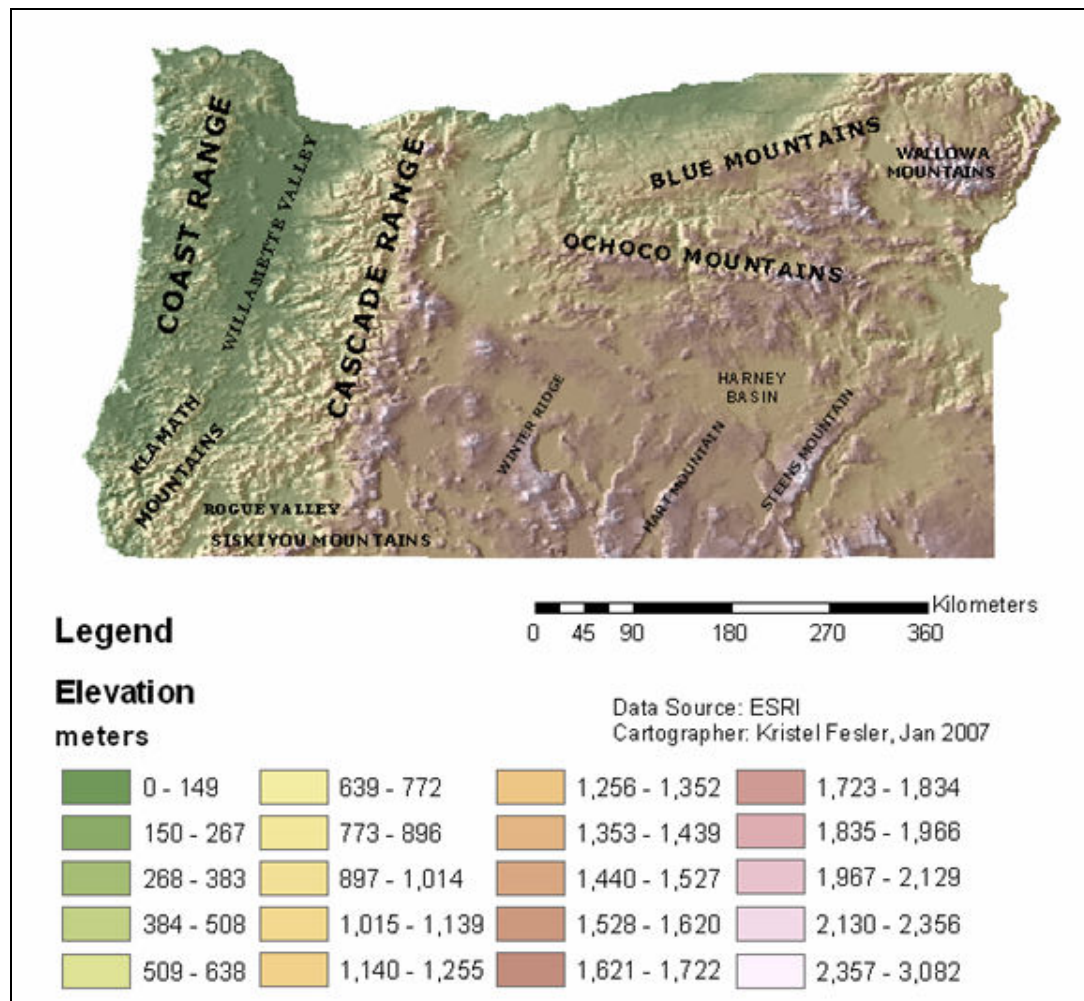 COAST RANGE
WILLAMETTE VALLEY
CASCADE RANGE
BLUE MOUNTAINS
WALLOWA
MOUNTAINS
OCHOCO MOUNTAINS
HARNEY
BASIN
KLAMATH
MOUNTAINS
WINTER RIDGE
HART MOUNTAIN
STEENS MOUNTAIN
ROGUE VALLEY
SISKIYOU MOUNTAINS
Kilometers
0 45 90 180 270 360
Legend
Elevation
meters
Data Source: ESRI
Cartographer: Kristel Fesler, Jan 2007
0 - 149
150 - 267
268 - 383
384 - 508
509 - 638
639 - 772
773 - 896
897 - 1,014
1,015 - 1,139
1,140 - 1,255
1,256 - 1,352
1,353 - 1,439
1,440 - 1,527
1,528 - 1,620
1,621 - 1,722
1,723 - 1,834
1,835 - 1,966
1,967 - 2,129
2,130 - 2,356
2,357 - 3,082